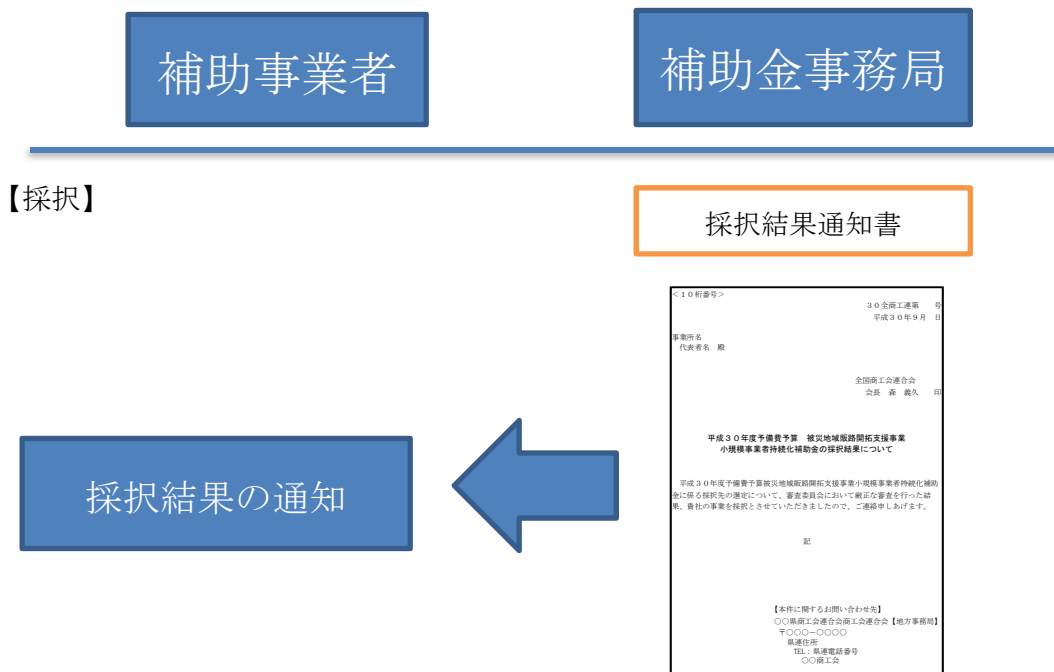 補助事業者
補助金事務局
【採択】
採択結果通知書
<10桁番号>
30全商工連第 号
平成30年9月 日
事業所名
代表者名 殿
全国商工会連合会
会長 森 義久 印
平成30年度予備費予算 被災地域販路開拓支援事業
小規模事業者持続化補助金の採択結果について
平成30年度予備費予算被災地域販路開拓支援事業小規模事業者持続化補助
金に係る採択先の選定について、審査委員会において厳正な審査を行った結
果、貴社の事業を採択とさせていただきましたので、ご連絡申しあげます。
記
採択結果の通知
【本件に関するお問い合わせ先】
○○県商工会連合会商工会連合会【地方事務局】
〒○○○-○○○○
県連住所
TEL:県連電話番号
○○商工会